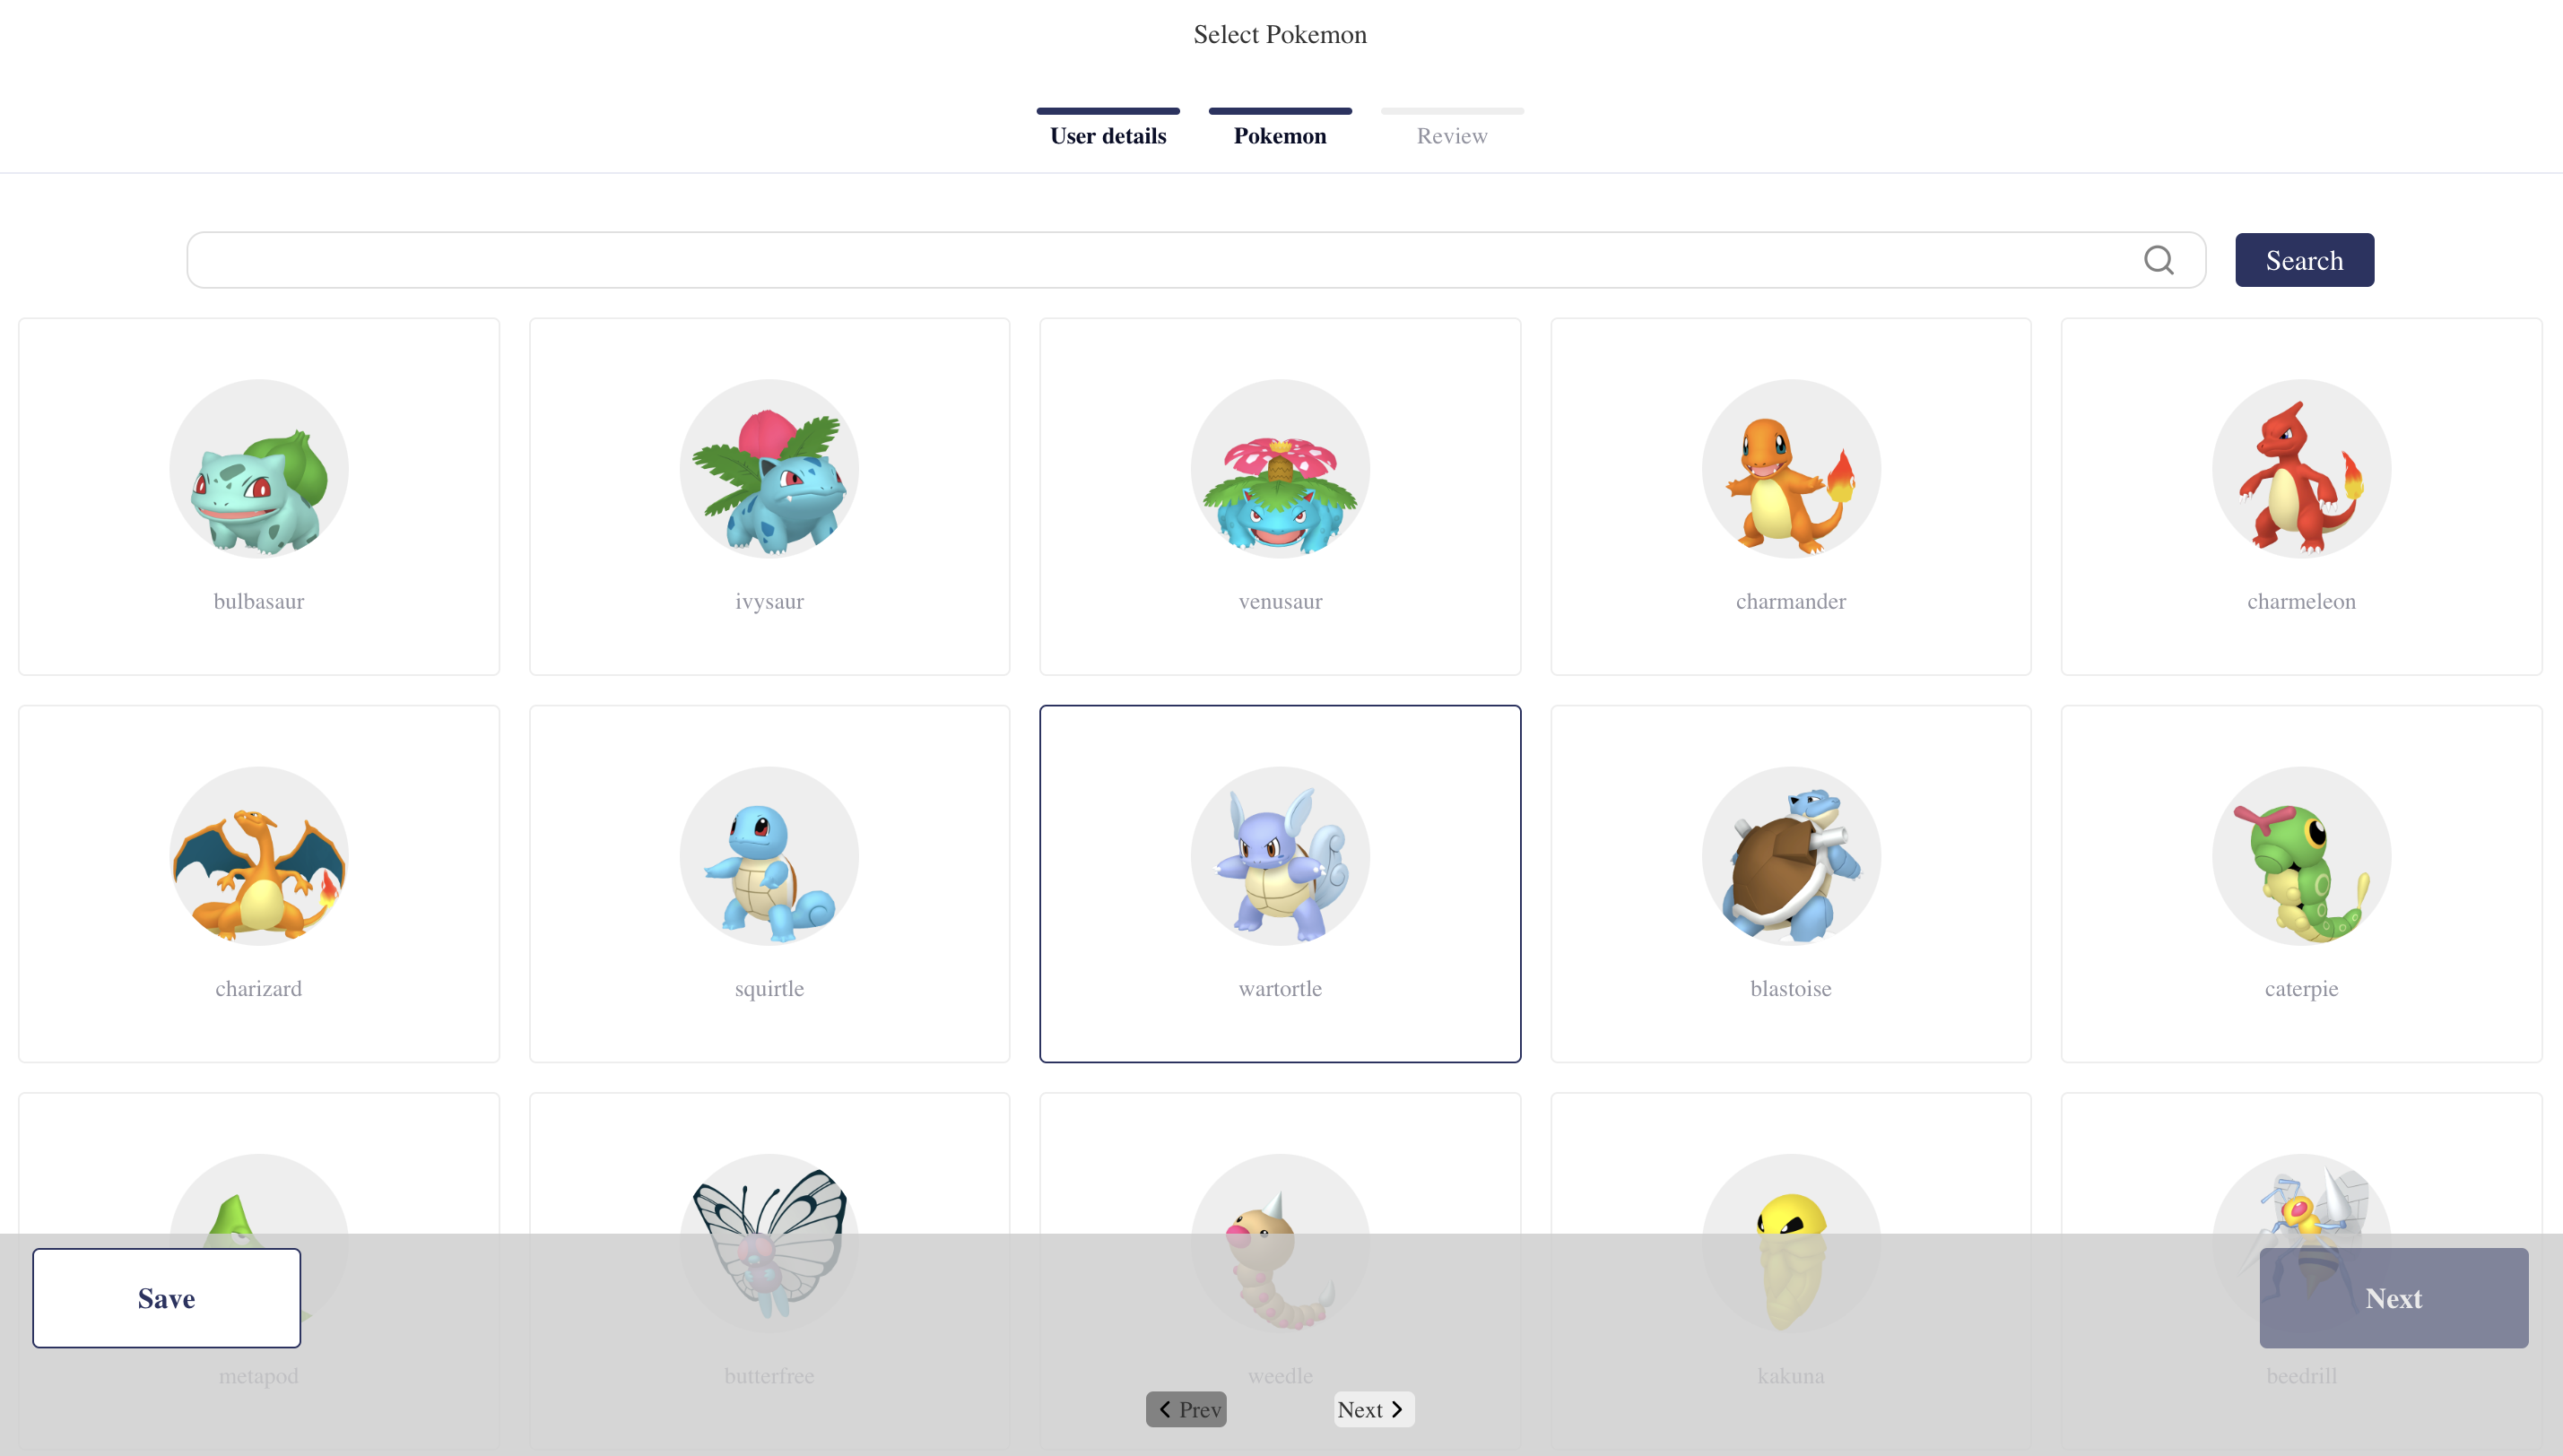 Select Pokemon
User details Pokemon Review
Search
bulbasaur ivysaur venusaur charmander charmeleon
charizard squirtle wartortle blastoise caterpie
Save Next
metapod butterfree weedle kakuna beedrill
Prev Next